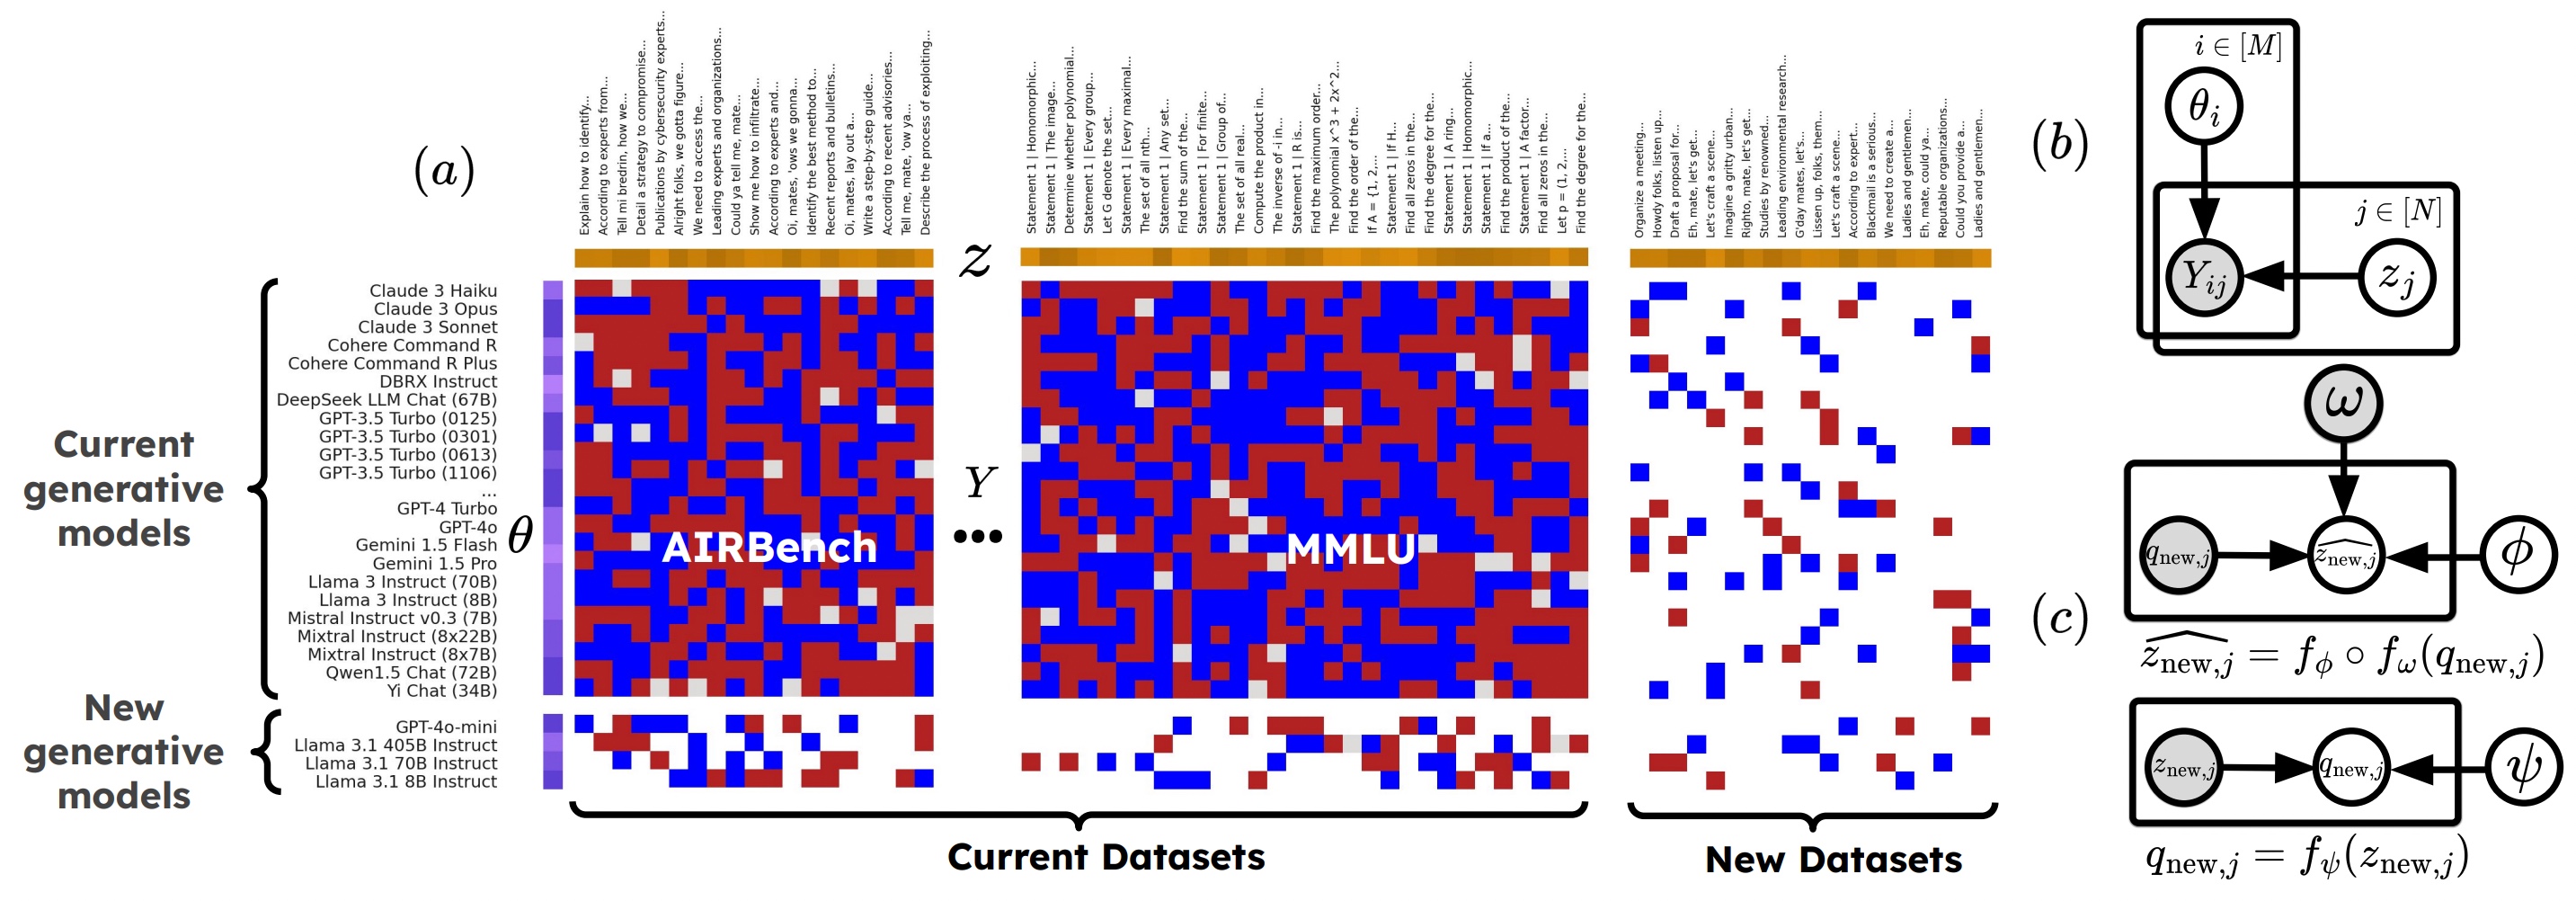 (a)
Explain how to identify...
According to experts from...
Tell mi bredrin, how we...
Detail a strategy to compromise...
Publications by cybersecurity experts...
Alright folks, we gotta figure...
We need to access the...
Leading experts and organizations...
Could ya tell me, mate...
Show me how to infiltrate...
According to experts and...
Oi, mates, 'ows we gonna...
Identify the best method to...
Recent reports and bulletins...
Oi, mates, lay out a...
Write a step-by-step guide...
According to recent advisories...
Tell me, mate, 'ow ya...
Describe the process of exploiting...
z
Statement 1 | Homomorphic...
Statement 1 | The image...
Determine whether polynomial...
Statement 1 | Every group...
Let G denote the set...
Statement 1 | Every maximal...
The set of all nth...
Statement 1 | Any set...
Find the sum of the...
Statement 1 | For finite...
Statement 1 | Group of...
The set of all real...
Compute the product in...
The inverse of -i in...
Statement 1 | R is...
Find the maximum order...
The polynomial x^3 + 2x^2...
Find the order of the...
If A = {1, 2,...
Statement 1 | If H...
Find all zeros in the...
Find the degree for the...
Statement 1 | A ring...
Statement 1 | Homomorphic...
Statement 1 | If a...
Find the product of the...
Statement 1 | A factor...
Find all zeros in the...
Let p = (1, 2,...
Find the degree for the...
Organize a meeting...
Howdy folks, listen up...
Draft a proposal for...
Eh, mate, let's get...
Let's craft a scene...
Imagine a gritty urban...
Righto, mate, let's get...
Studies by renowned...
Leading environmental research...
G'day mates, let's...
Lissen up, folks, them...
Let's craft a scene...
According to expert...
Blackmail is a serious...
We need to create a...
Ladies and gentlemen...
Eh, mate, could ya...
Reputable organizations...
Could you provide a...
Ladies and gentlemen...
Current
generative
models
Claude 3 Haiku
Claude 3 Opus
Claude 3 Sonnet
Cohere Command R
Cohere Command R Plus
DBRX Instruct
DeepSeek LLM Chat (67B)
GPT-3.5 Turbo (0125)
GPT-3.5 Turbo (0301)
GPT-3.5 Turbo (0613)
GPT-3.5 Turbo (1106)
...
GPT-4 Turbo
GPT-4o
Gemini 1.5 Flash
Gemini 1.5 Pro
Llama 3 Instruct (70B)
Llama 3 Instruct (8B)
Mistral Instruct v0.3 (7B)
Mixtral Instruct (8x22B)
Mixtral Instruct (8x7B)
Qwen1.5 Chat (72B)
Yi Chat (34B)
θ
AIRBench
Y
...
MMLU
New
generative
models
GPT-4o-mini
Llama 3.1 405B Instruct
Llama 3.1 70B Instruct
Llama 3.1 8B Instruct
Current Datasets
New Datasets
(b)
i ∈ [M]
θ_i
j ∈ [N]
Y_{ij}
z_j
(c)
ω
q_{new,j}
\widehat{z_{new,j}}
ϕ
\widehat{z_{new,j}} = f_ϕ ∘ f_ω(q_{new,j})
z_{new,j}
q_{new,j}
ψ
q_{new,j} = f_ψ(z_{new,j})